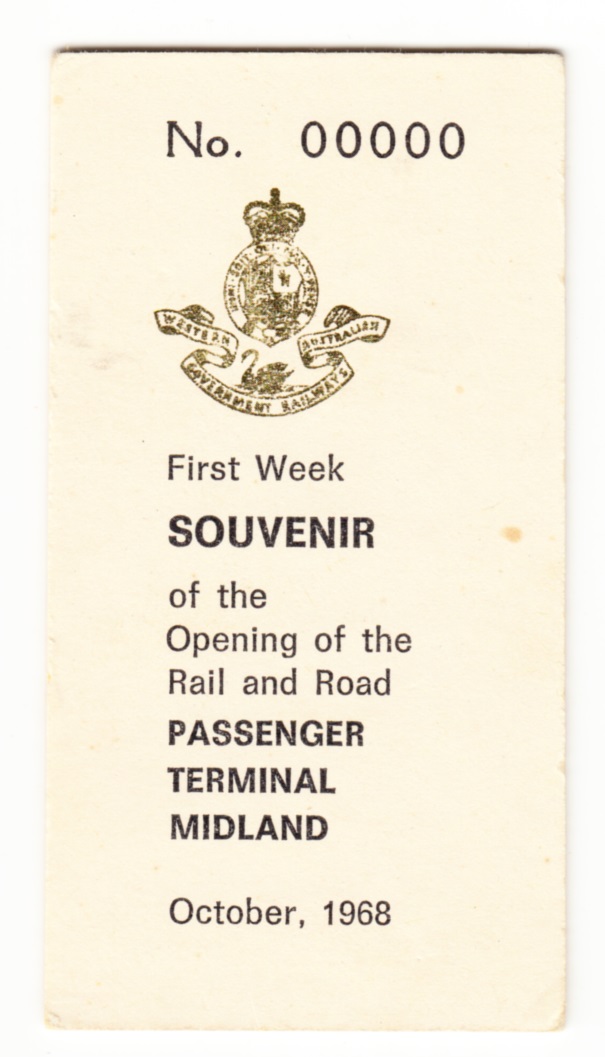 No. 00000
WESTERN AUSTRALIAN
GOVERNMENT RAILWAYS
First Week
SOUVENIR
of the
Opening of the
Rail and Road
PASSENGER
TERMINAL
MIDLAND
October, 1968